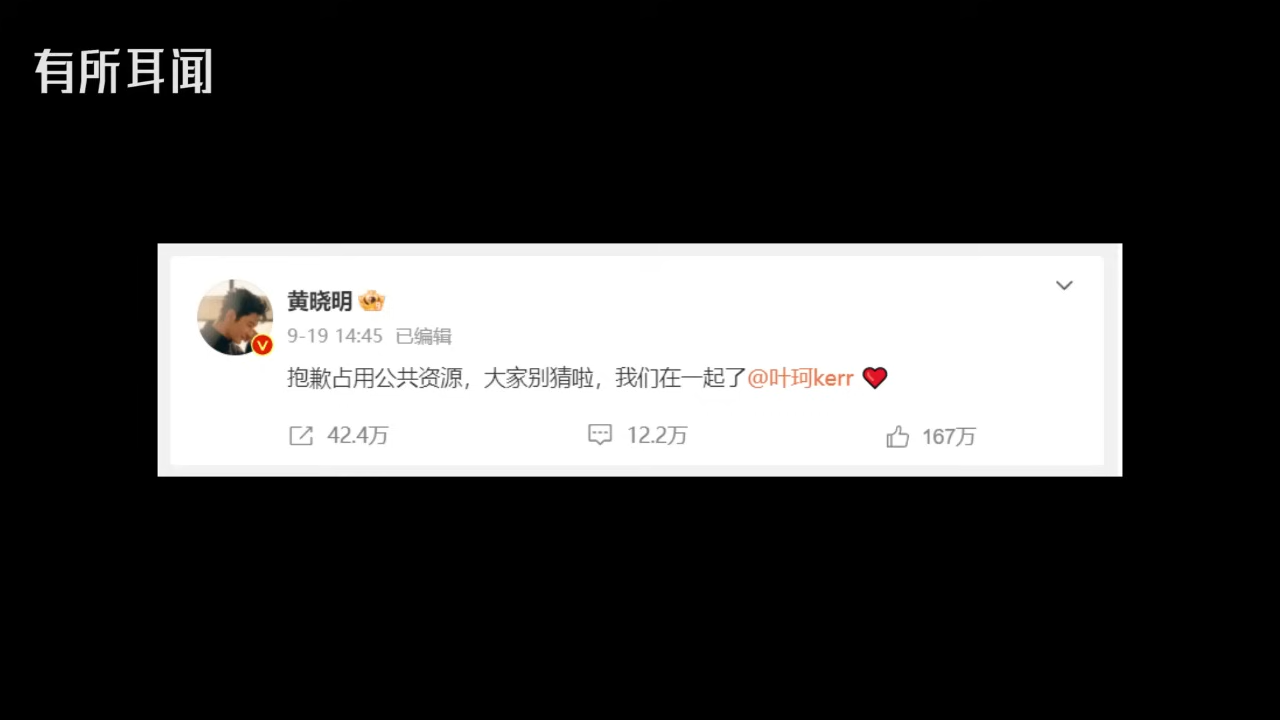 有所耳闻
黄晓明
9-19 14:45 已编辑
抱歉占用公共资源，大家别猜啦，我们在一起了@叶珂kerr
42.4万 12.2万 167万